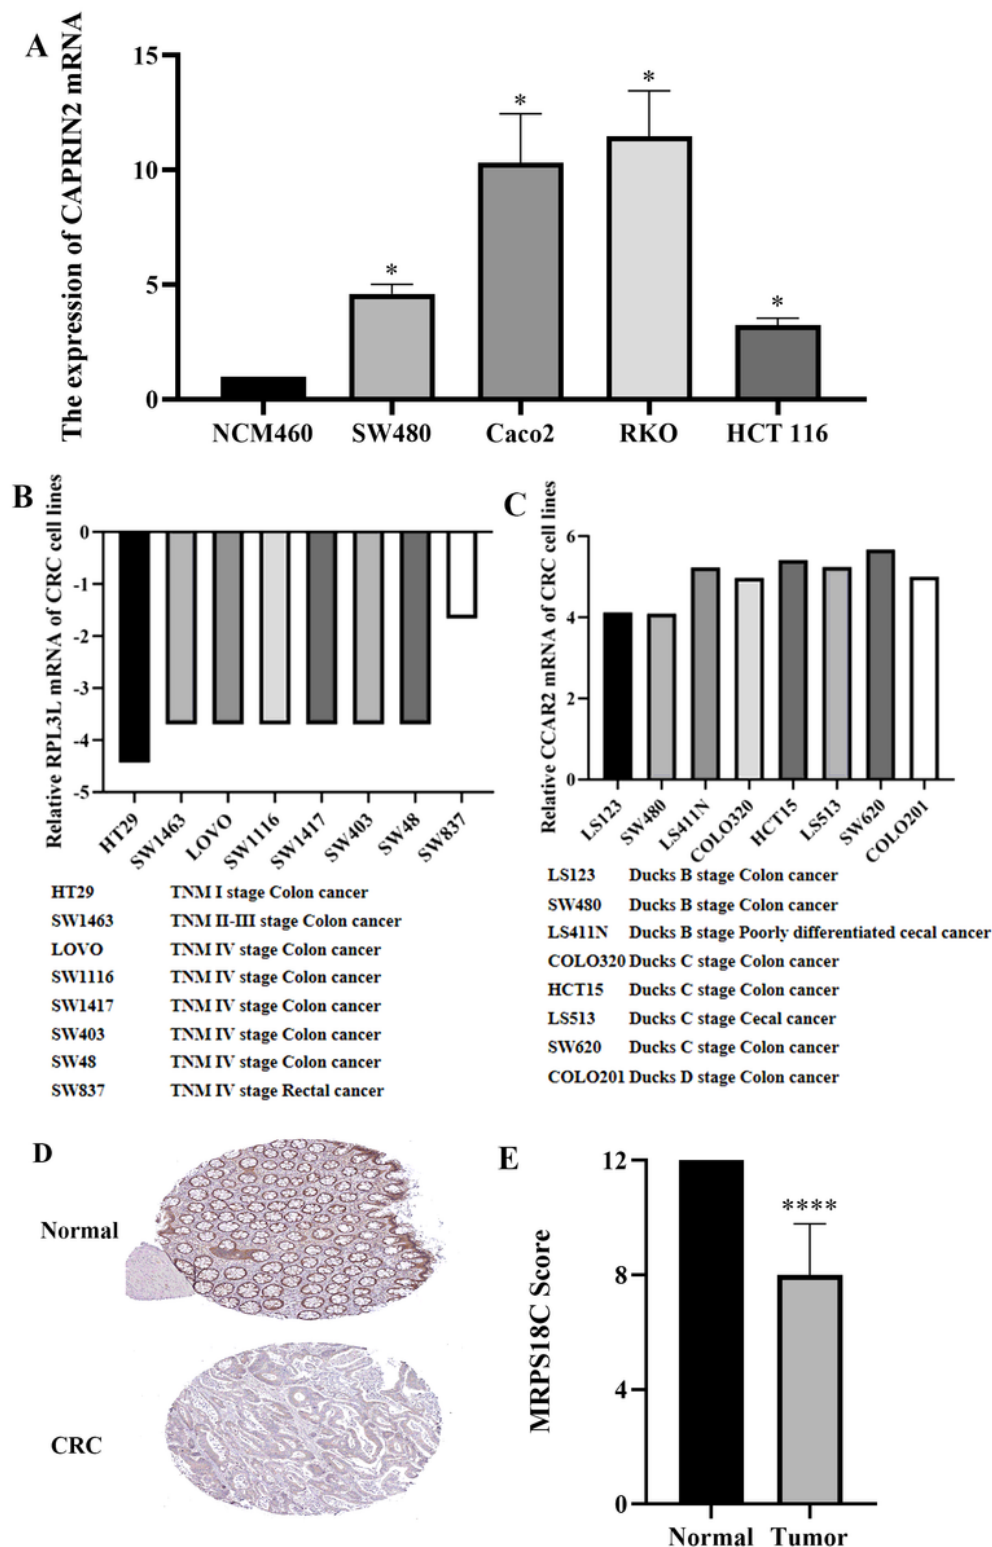 A
The expression of CAPRIN2 mRNA
15
10
5
0
*
*
*
*
NCM460 SW480 Caco2 RKO HCT 116
B
Relative RPL3L mRNA of CRC cell lines
0
-1
-2
-3
-4
-5
HT29 SW1463 LOVO SW1116 SW1417 SW403 SW48 SW837
HT29 TNM I stage Colon cancer
SW1463 TNM II-III stage Colon cancer
LOVO TNM IV stage Colon cancer
SW1116 TNM IV stage Colon cancer
SW1417 TNM IV stage Colon cancer
SW403 TNM IV stage Colon cancer
SW48 TNM IV stage Colon cancer
SW837 TNM IV stage Rectal cancer
C
Relative CCAR2 mRNA of CRC cell lines
6
4
2
0
LS123 SW480 LS411N COLO320 HCT15 LS513 SW620 COLO201
LS123 Ducks B stage Colon cancer
SW480 Ducks B stage Colon cancer
LS411N Ducks B stage Poorly differentiated cecal cancer
COLO320 Ducks C stage Colon cancer
HCT15 Ducks C stage Colon cancer
LS513 Ducks C stage Cecal cancer
SW620 Ducks C stage Colon cancer
COLO201 Ducks D stage Colon cancer
D
Normal
CRC
E
MRPS18C Score
12
8
4
0
****
Normal Tumor